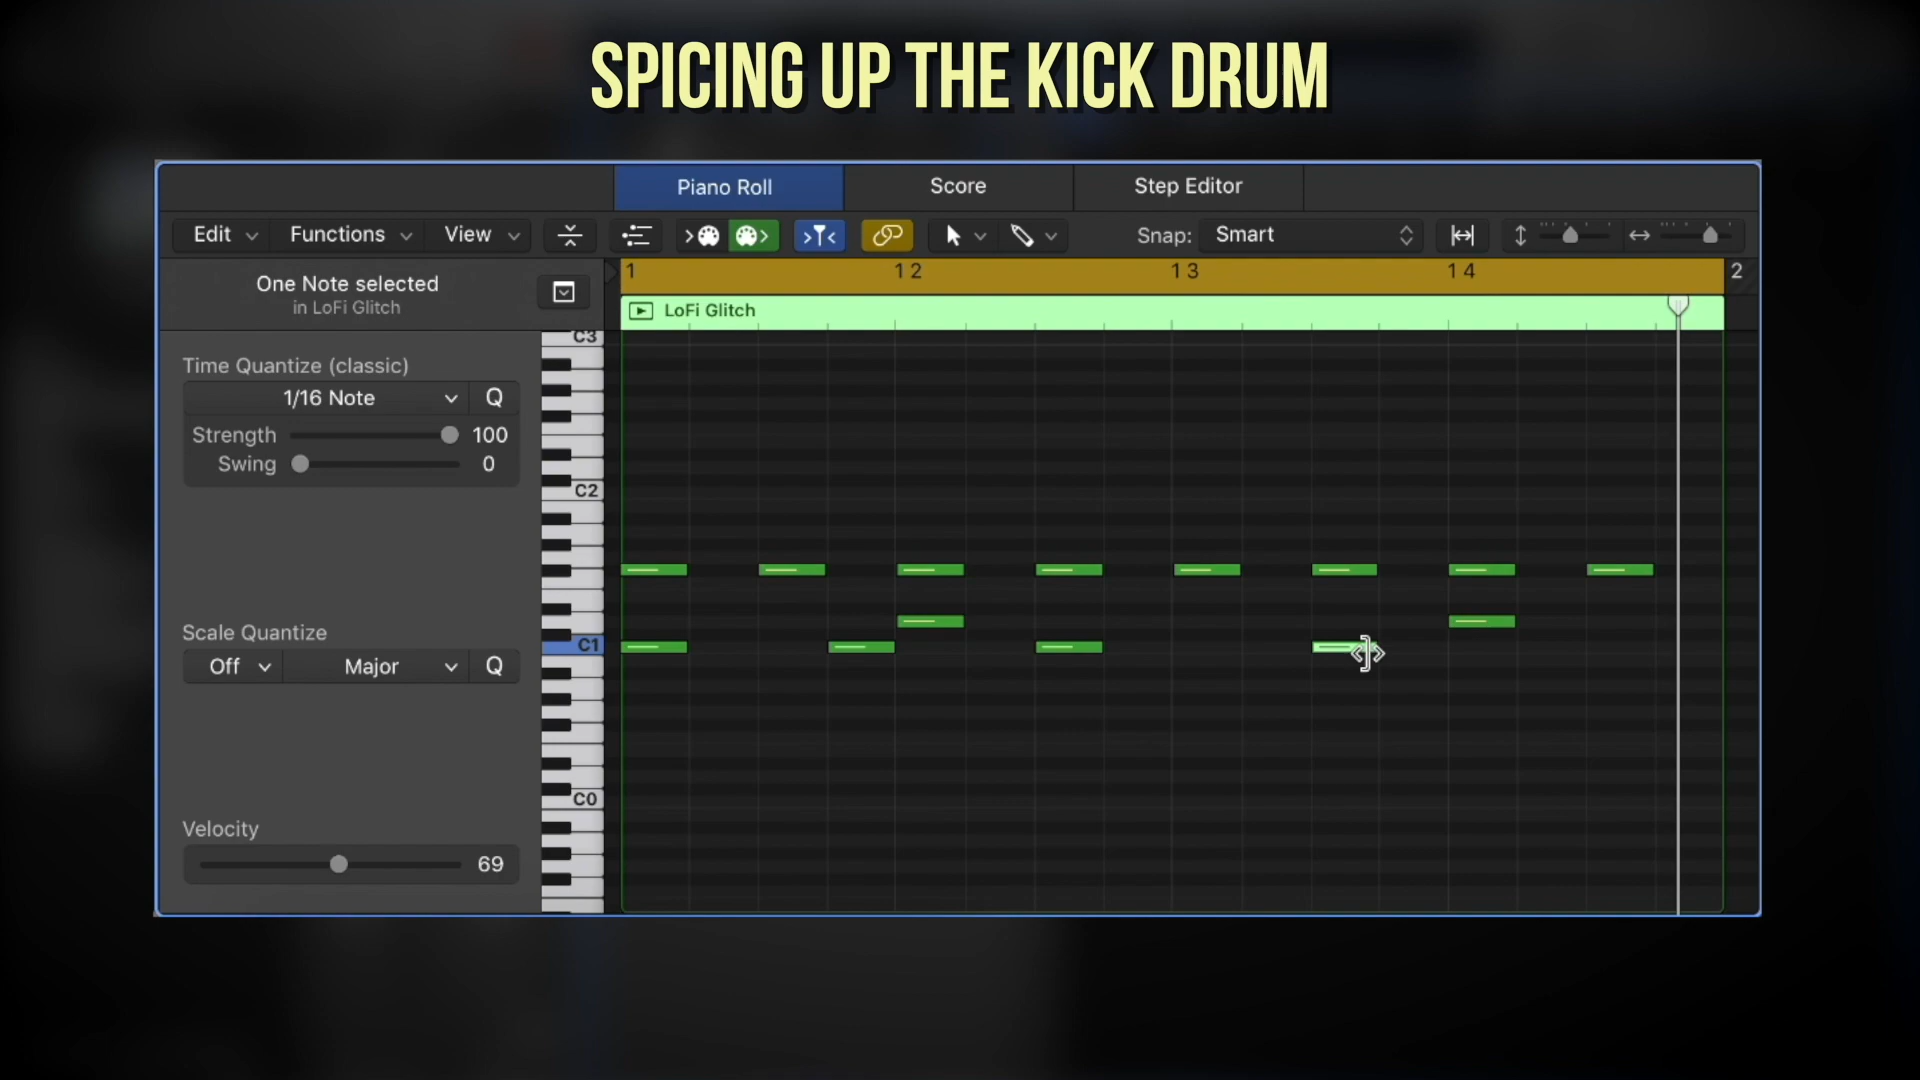 SPICING UP THE KICK DRUM
Piano Roll Score Step Editor
Edit Functions View Snap: Smart
One Note selected
in LoFi Glitch
1 1 2 1 3 1 4 2
LoFi Glitch
C3
Time Quantize (classic)
1/16 Note Q
Strength 100
Swing 0
C2
Scale Quantize
C1
Off Major Q
C0
Velocity
69